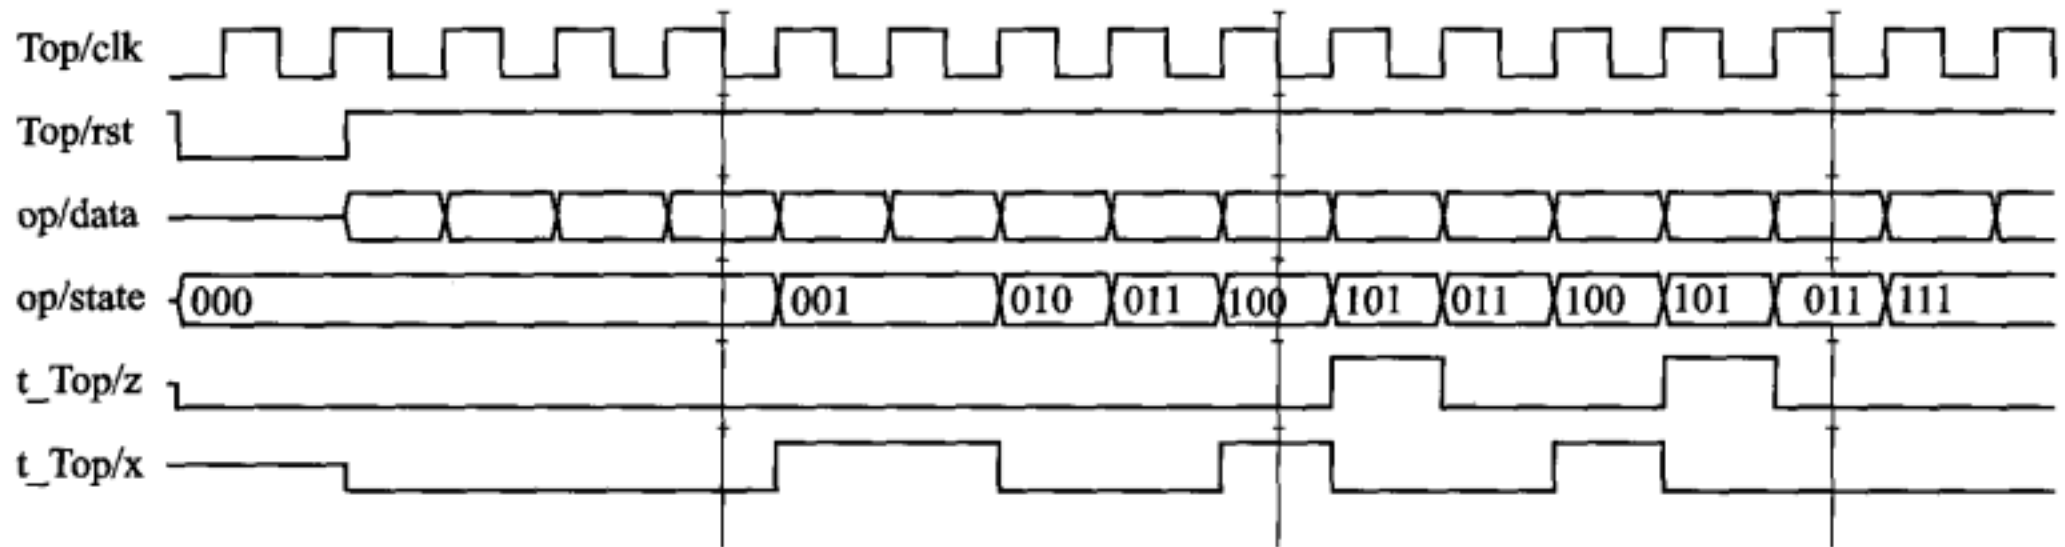 Top/clk
Top/rst
op/data
op/state 000 001 010 011 100 101 011 100 101 011 111
t_Top/z
t_Top/x